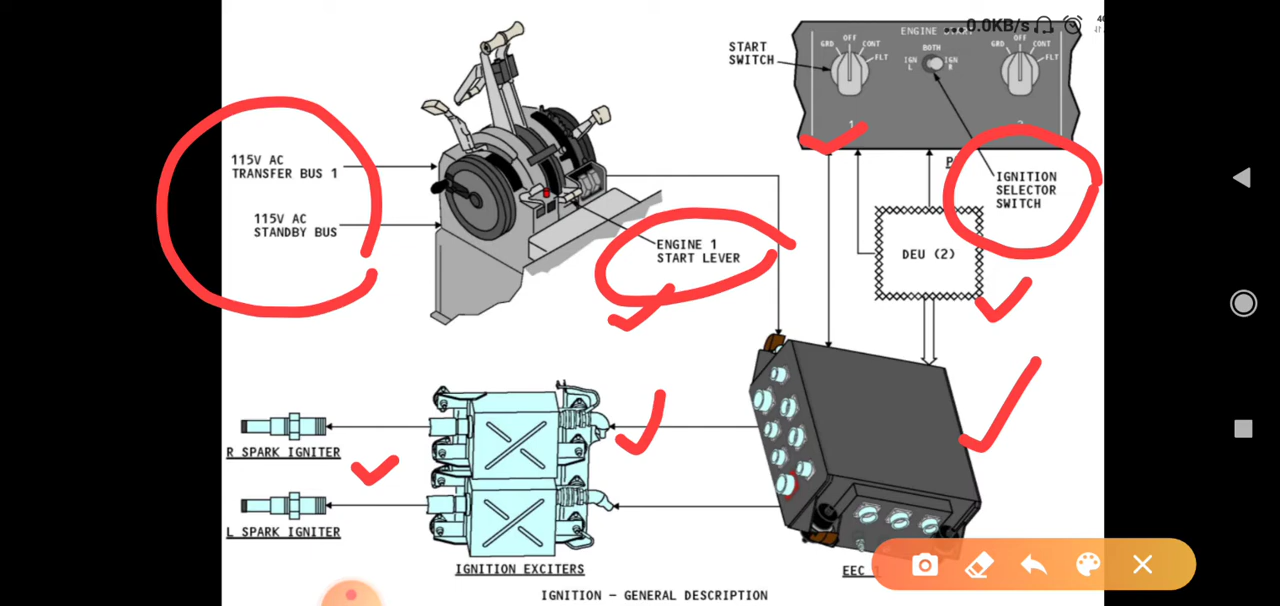 0.0KB/s
ENGINE START
START
SWITCH
GRD
OFF
CONT
FLT
BOTH
IGN
L
IGN
R
GRD
OFF
CONT
FLT
1
115V AC
TRANSFER BUS 1
115V AC
STANDBY BUS
IGNITION
SELECTOR
SWITCH
ENGINE 1
START LEVER
DEU (2)
R SPARK IGNITER
L SPARK IGNITER
IGNITION EXCITERS
EEC
IGNITION – GENERAL DESCRIPTION